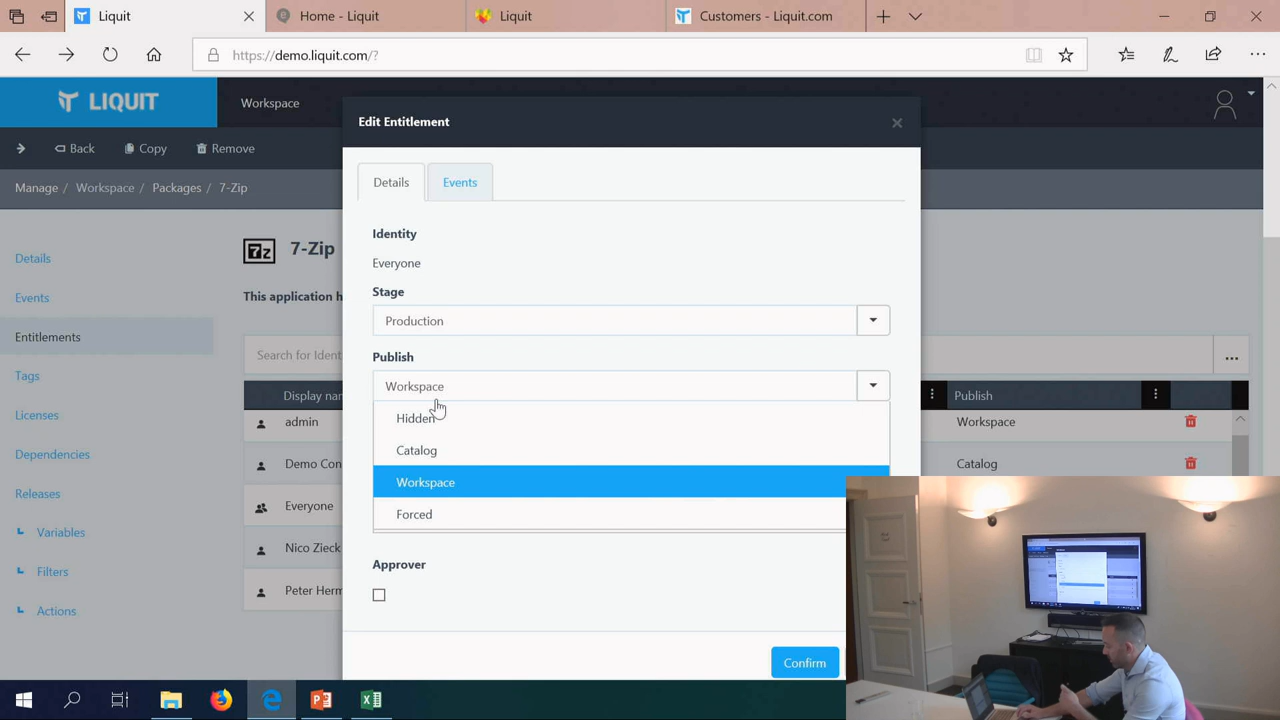 Liquit
Home - Liquit
Liquit
Customers - Liquit.com
https://demo.liquit.com/?
LIQUIT
Workspace
Back
Copy
Remove
Manage / Workspace / Packages / 7-Zip
Details
Events
Entitlements
Tags
Licenses
Dependencies
Releases
Variables
Filters
Actions
7z
7-Zip
This application h
Search for Ident
...
Display nam
Publish
admin
Workspace
Demo Con
Catalog
Everyone
Nico Zieck
Peter Herm
Edit Entitlement
Details
Events
Identity
Everyone
Stage
Production
Publish
Workspace
Hidden
Catalog
Workspace
Forced
Approver
Confirm